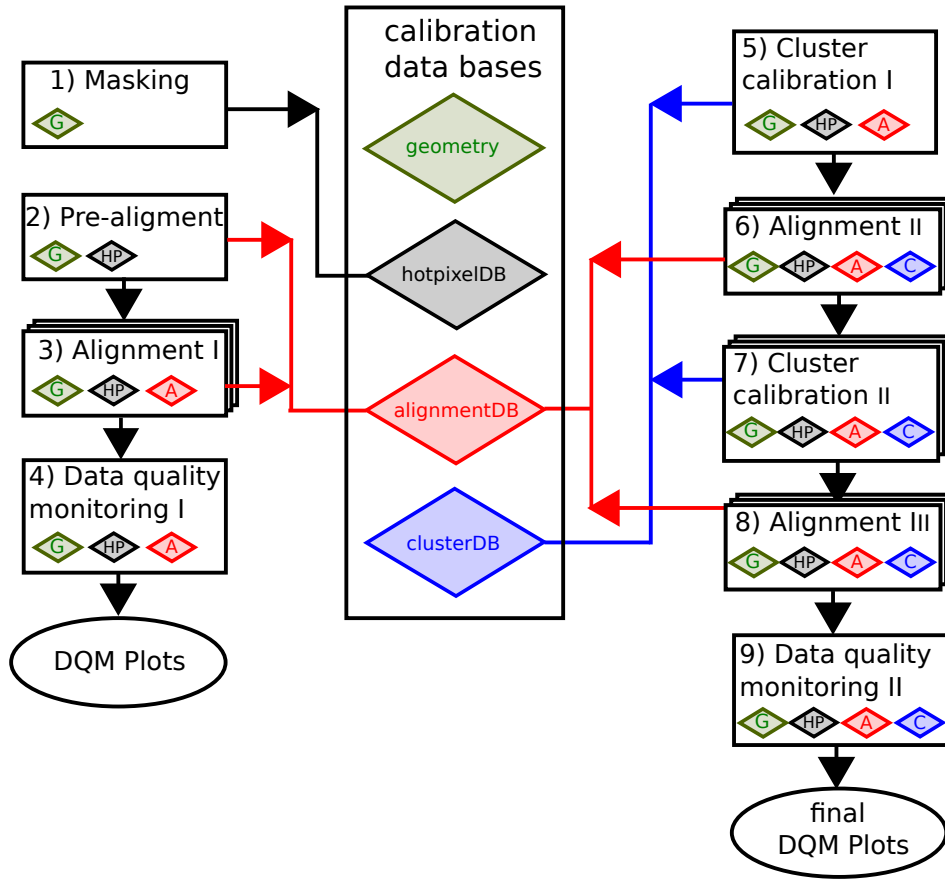 1) Masking
G
2) Pre-aligment
G HP
3) Alignment I
G HP A
4) Data quality
monitoring I
G HP A
DQM Plots
calibration
data bases
geometry
hotpixelDB
alignmentDB
clusterDB
5) Cluster
calibration I
G HP A
6) Alignment II
G HP A C
7) Cluster
calibration II
G HP A C
8) Alignment III
G HP A C
9) Data quality
monitoring II
G HP A C
final
DQM Plots